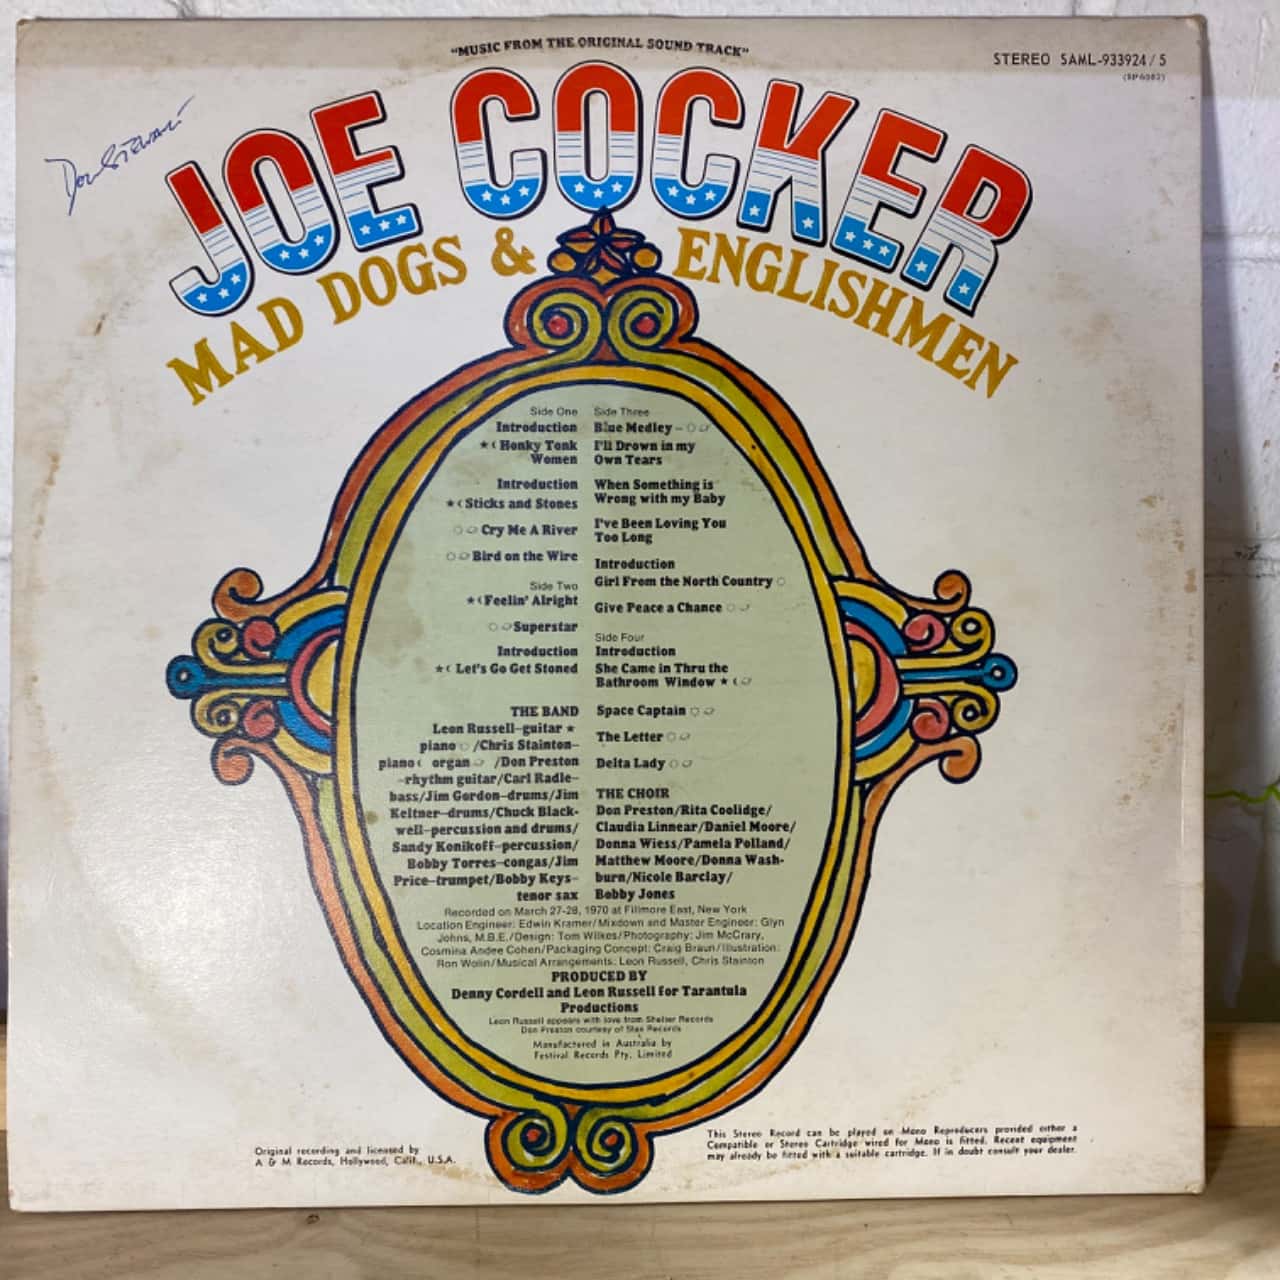 "MUSIC FROM THE ORIGINAL SOUND TRACK"
STEREO SAML-933924/5
(SP6002)
JOE COCKER
MAD DOGS & ENGLISHMEN
Side One
Introduction
★☾Honky Tonk
Women
Introduction
★☾Sticks and Stones
Cry Me A River
Bird on the Wire
Side Two
★☾Feelin' Alright
Superstar
Introduction
★☾Let's Go Get Stoned
THE BAND
Leon Russell–guitar ★
piano /Chris Stainton–
piano☾ organ /Don Preston
–rhythm guitar/Carl Radle–
bass/Jim Gordon–drums/Jim
Keltner–drums/Chuck Black-
well–percussion and drums/
Sandy Konikoff–percussion/
Bobby Torres–congas/Jim
Price–trumpet/Bobby Keys–
tenor sax
Side Three
Blue Medley –
I'll Drown in my
Own Tears
When Something is
Wrong with my Baby
I've Been Loving You
Too Long
Introduction
Girl From the North Country
Give Peace a Chance
Side Four
Introduction
She Came in Thru the
Bathroom Window ★☾
Space Captain
The Letter
Delta Lady
THE CHOIR
Don Preston/Rita Coolidge/
Claudia Linnear/Daniel Moore/
Donna Wiess/Pamela Polland/
Matthew Moore/Donna Wash-
burn/Nicole Barclay/
Bobby Jones
Recorded on March 27-28, 1970 at Fillmore East, New York
Location Engineer: Edwin Kramer/Mixdown and Master Engineer: Glyn
Johns, M.B.E./Design: Tom Wilkes/Photography: Jim McCrary,
Cosmina Andee Cohen/Packaging Concept: Craig Braun/Illustration:
Ron Wolin/Musical Arrangements: Leon Russell, Chris Stainton
PRODUCED BY
Denny Cordell and Leon Russell for Tarantula
Productions
Leon Russell appears with love from Shelter Records
Don Preston courtesy of Stax Records
Manufactured in Australia by
Festival Records Pty. Limited
Original recording and licensed by
A & M Records, Hollywood, Calif., U.S.A.
This Stereo Record can be played on Mono Reproducers provided either a
Compatible or Stereo Cartridge wired for Mono is fitted. Recent equipment
may already be fitted with a suitable cartridge. If in doubt consult your dealer.